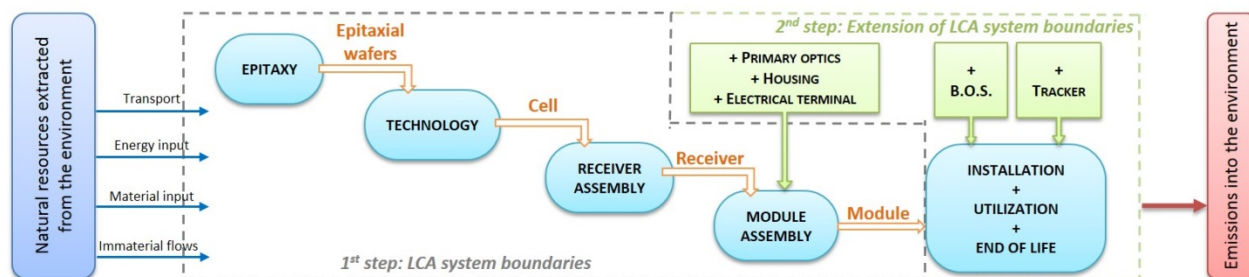 Natural resources extracted
from the environment
Transport
Energy input
Material input
Immaterial flows
EPITAXY
Epitaxial
wafers
TECHNOLOGY
Cell
RECEIVER
ASSEMBLY
Receiver
MODULE
ASSEMBLY
Module
1st step: LCA system boundaries
2nd step: Extension of LCA system boundaries
+ PRIMARY OPTICS
+ HOUSING
+ ELECTRICAL TERMINAL
+
B.O.S.
+
TRACKER
INSTALLATION
+
UTILIZATION
+
END OF LIFE
Emissions into the environment